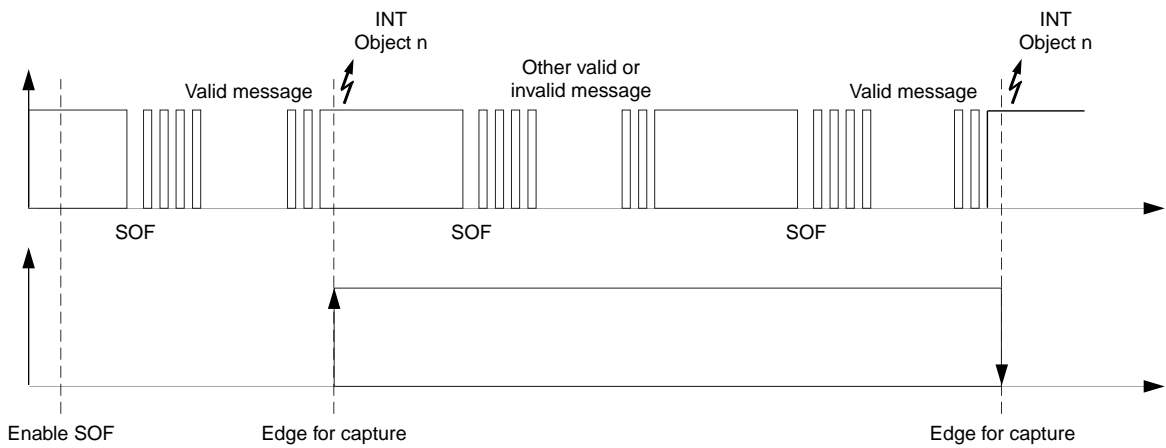 INT
Object n
INT
Object n
Valid message
Other valid or
invalid message
Valid message
SOF
SOF
SOF
Enable SOF
Edge for capture
Edge for capture